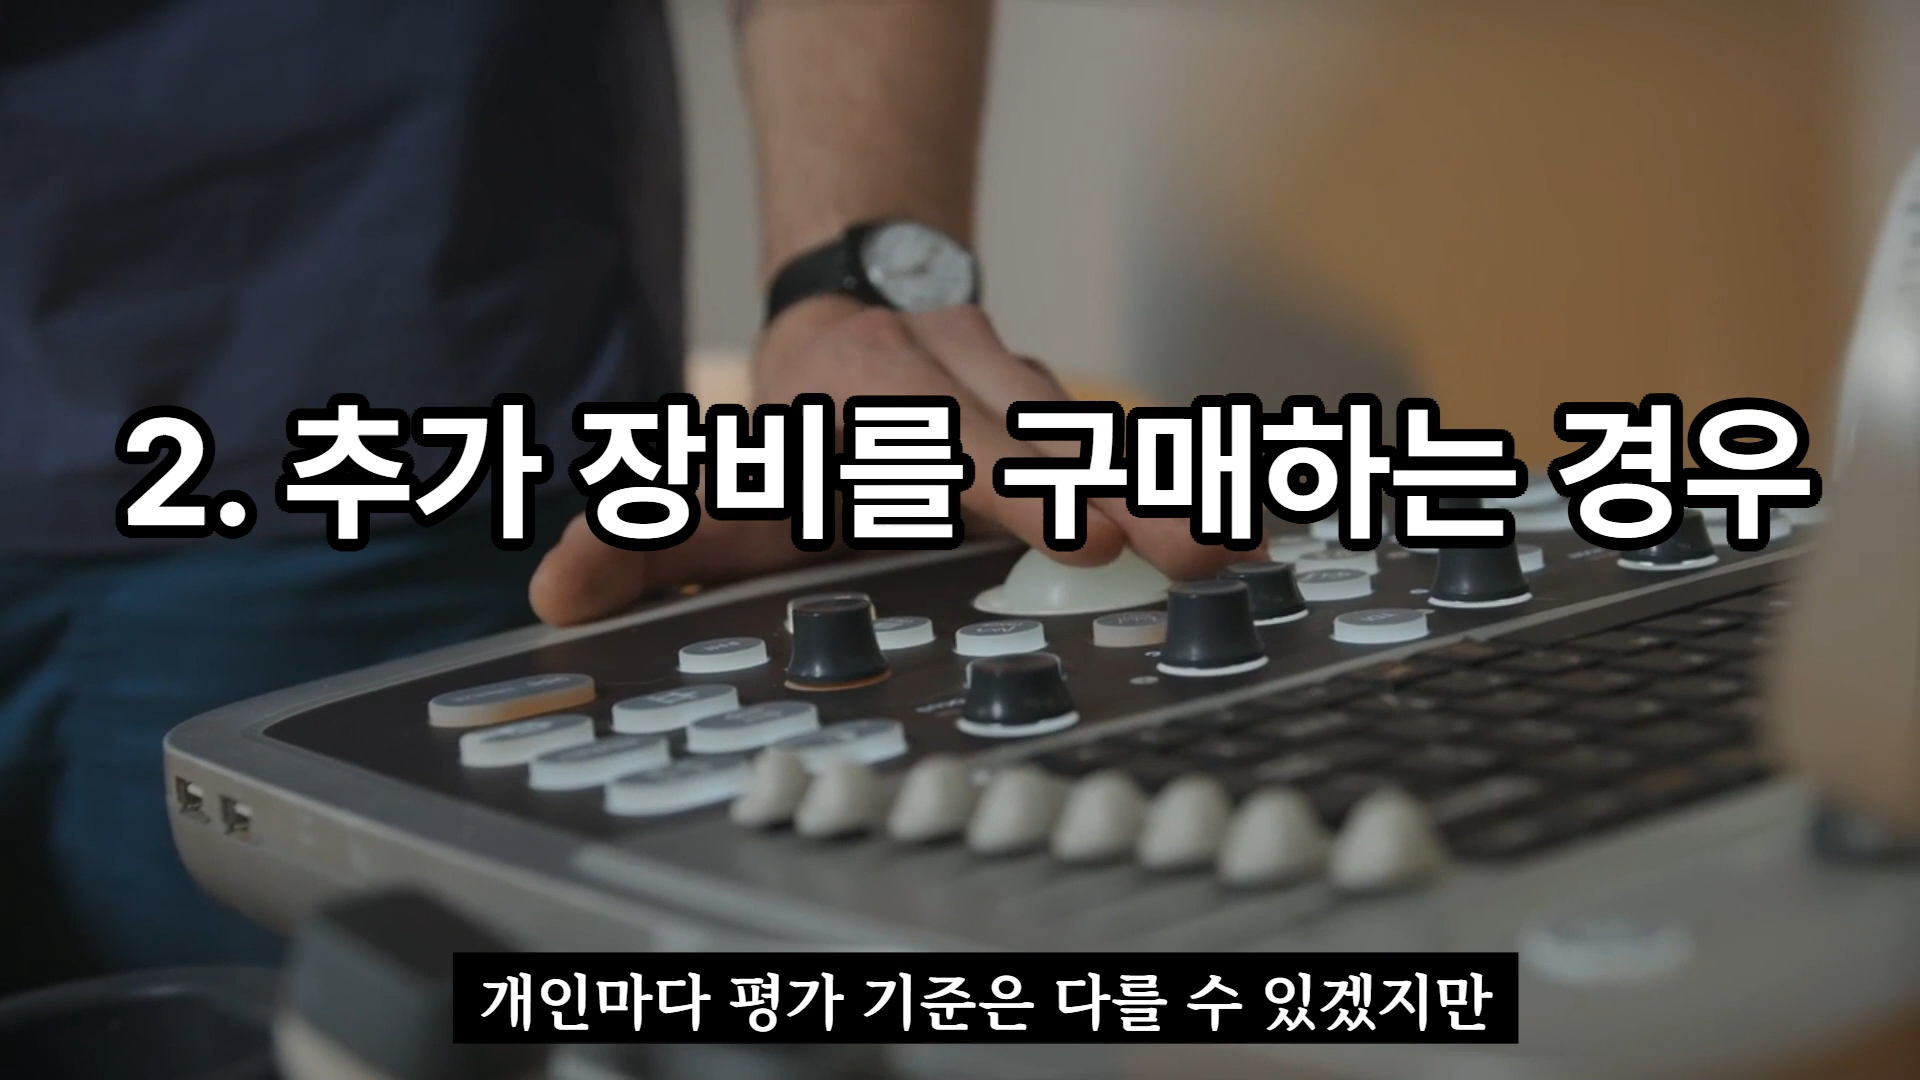 2. 추가 장비를 구매하는 경우
개인마다 평가 기준은 다를 수 있겠지만